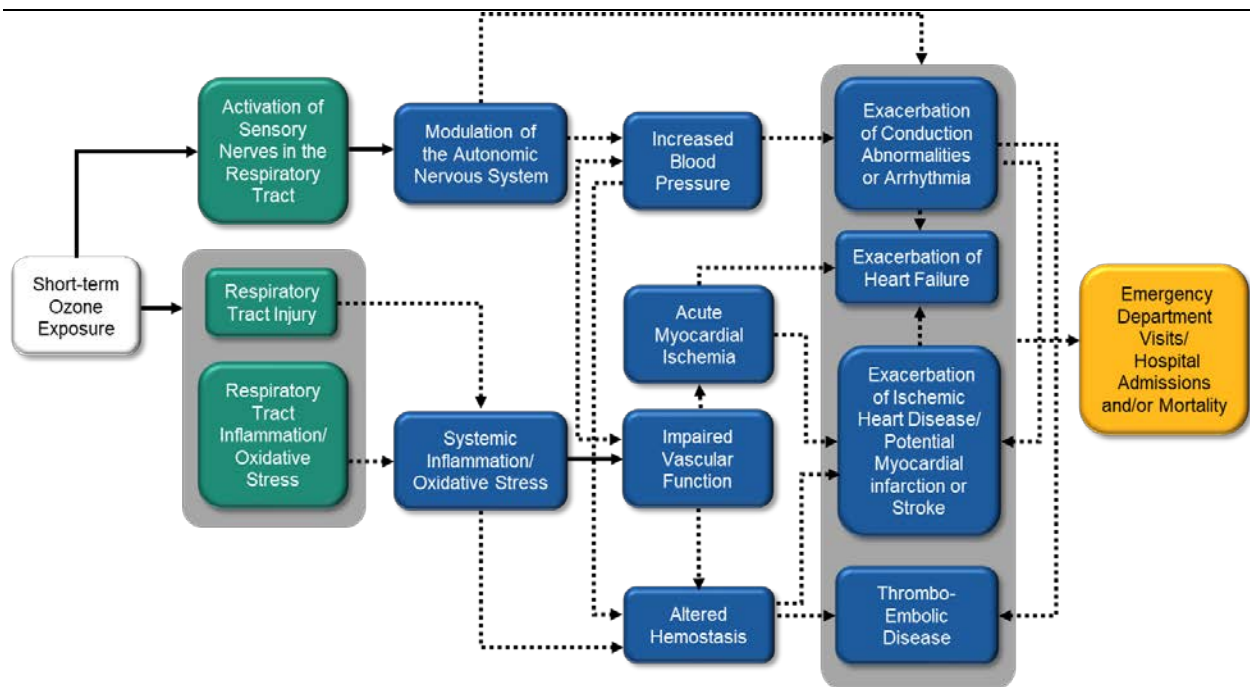 Short-term
Ozone
Exposure
Activation of
Sensory
Nerves in the
Respiratory
Tract
Respiratory
Tract Injury
Respiratory
Tract
Inflammation/
Oxidative
Stress
Modulation of
the Autonomic
Nervous System
Systemic
Inflammation/
Oxidative Stress
Increased
Blood
Pressure
Acute
Myocardial
Ischemia
Impaired
Vascular
Function
Altered
Hemostasis
Exacerbation
of Conduction
Abnormalities
or Arrhythmia
Exacerbation of
Heart Failure
Exacerbation
of Ischemic
Heart Disease/
Potential
Myocardial
infarction or
Stroke
Thrombo-
Embolic
Disease
Emergency
Department
Visits/
Hospital
Admissions
and/or Mortality